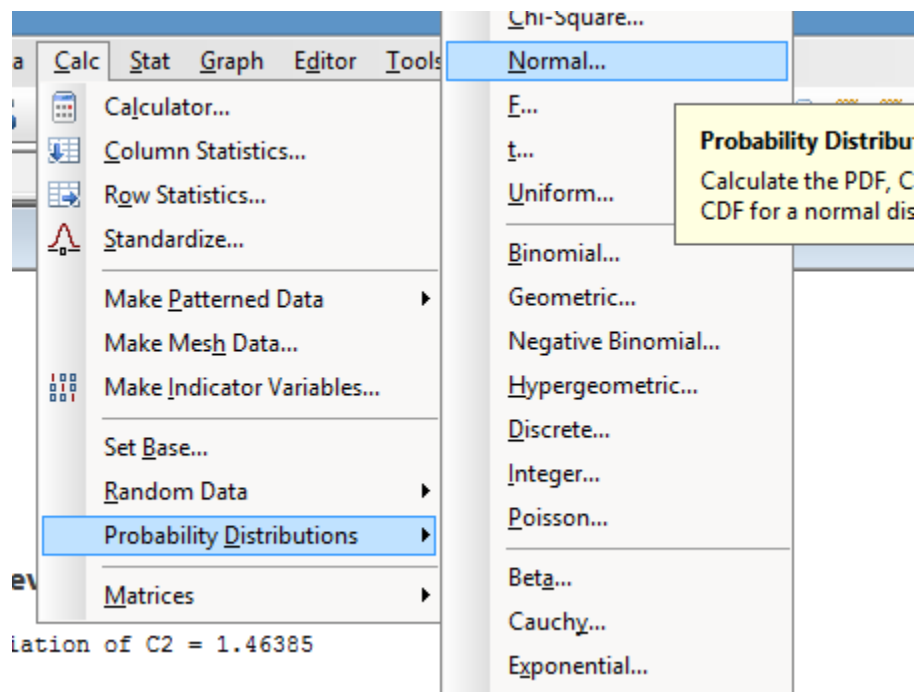 Chi-Square...
a Calc Stat Graph Editor Tools
Normal...
Calculator...
F...
Column Statistics...
t...
Probability Distribu
Row Statistics...
Uniform...
Calculate the PDF, C
CDF for a normal dis
Standardize...
Binomial...
Make Patterned Data
Geometric...
Make Mesh Data...
Negative Binomial...
Make Indicator Variables...
Hypergeometric...
Discrete...
Set Base...
Integer...
Random Data
Poisson...
Probability Distributions
Beta...
ev
Matrices
Cauchy...
iation of C2 = 1.46385
Exponential...